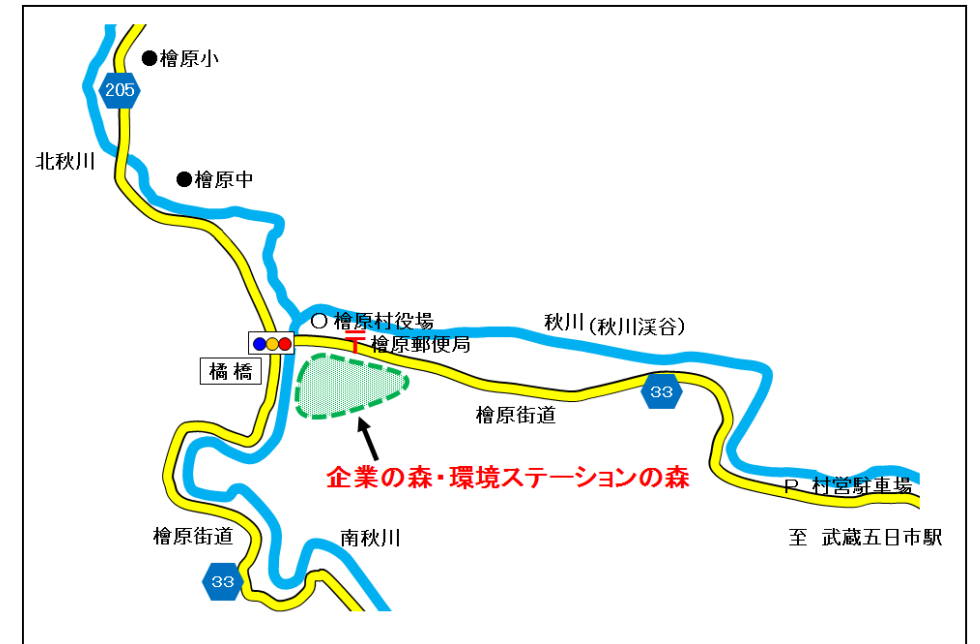 檜原小
205
北秋川
檜原中
檜原村役場
秋川(秋川渓谷)
〒檜原郵便局
橘橋
33
檜原街道
企業の森・環境ステーションの森
P 村営駐車場
檜原街道
南秋川
至 武蔵五日市駅
33